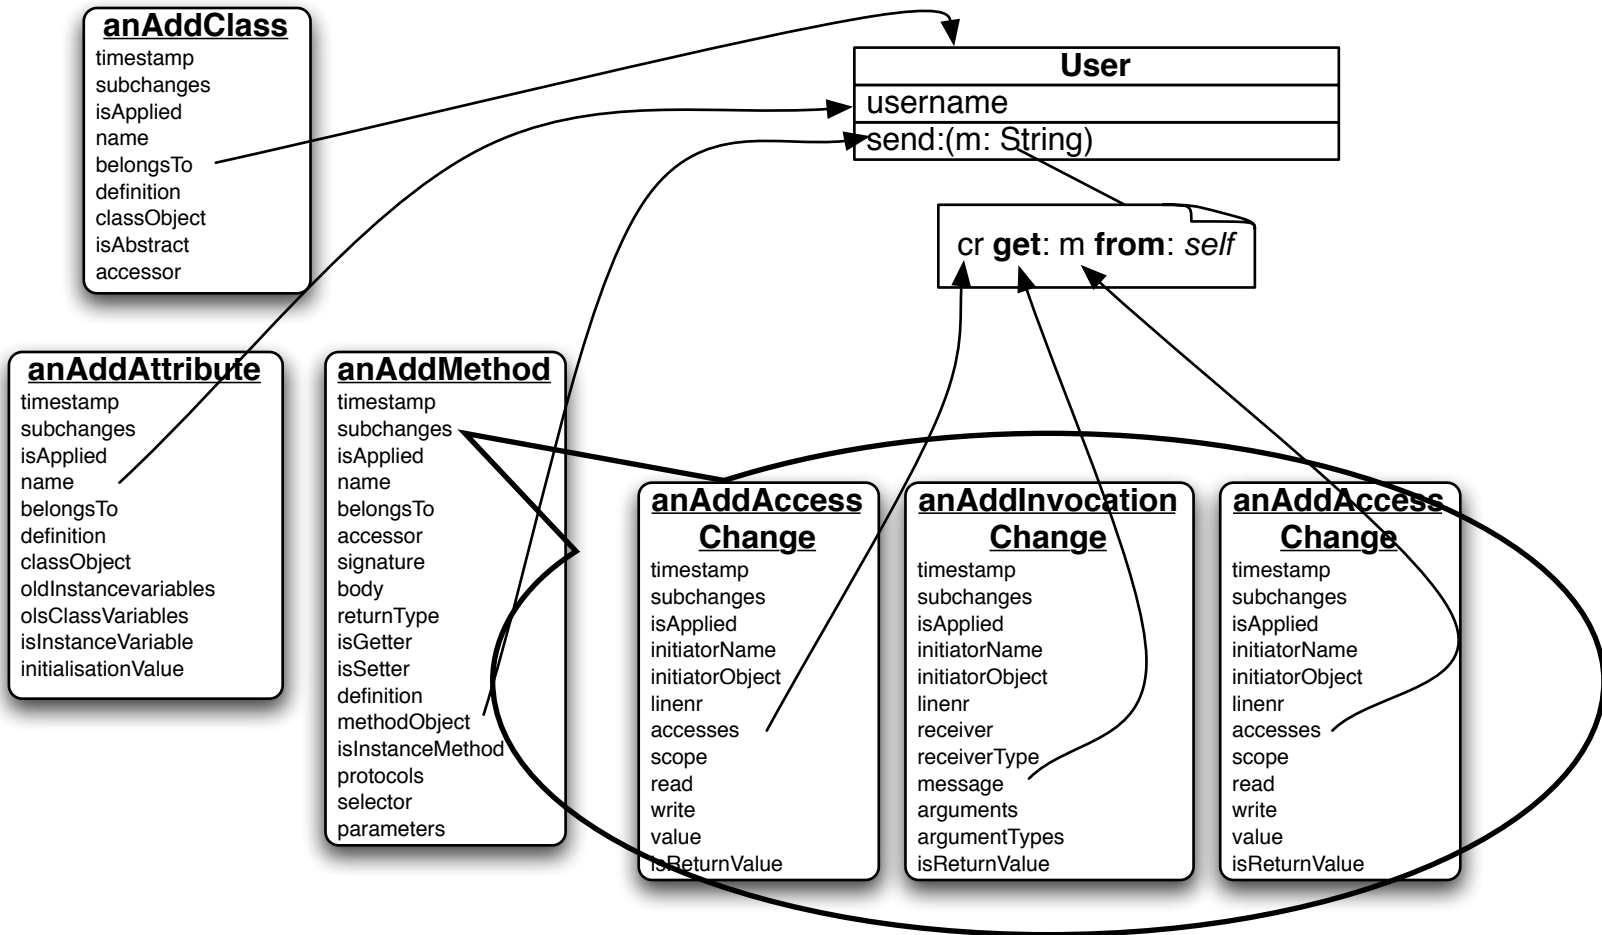 anAddClass
timestamp
subchanges
isApplied
name
belongsTo
definition
classObject
isAbstract
accessor
User
username
send:(m: String)
cr get: m from: self
anAddAttribute
timestamp
subchanges
isApplied
name
belongsTo
definition
classObject
oldInstancevariables
olsClassVariables
isInstanceVariable
initialisationValue
anAddMethod
timestamp
subchanges
isApplied
name
belongsTo
accessor
signature
body
returnType
isGetter
isSetter
definition
methodObject
isInstanceMethod
protocols
selector
parameters
anAddAccess
Change
timestamp
subchanges
isApplied
initiatorName
initiatorObject
linenr
accesses
scope
read
write
value
isReturnValue
anAddInvocation
Change
timestamp
subchanges
isApplied
initiatorName
initiatorObject
linenr
receiver
receiverType
message
arguments
argumentTypes
isReturnValue
anAddAccess
Change
timestamp
subchanges
isApplied
initiatorName
initiatorObject
linenr
accesses
scope
read
write
value
isReturnValue